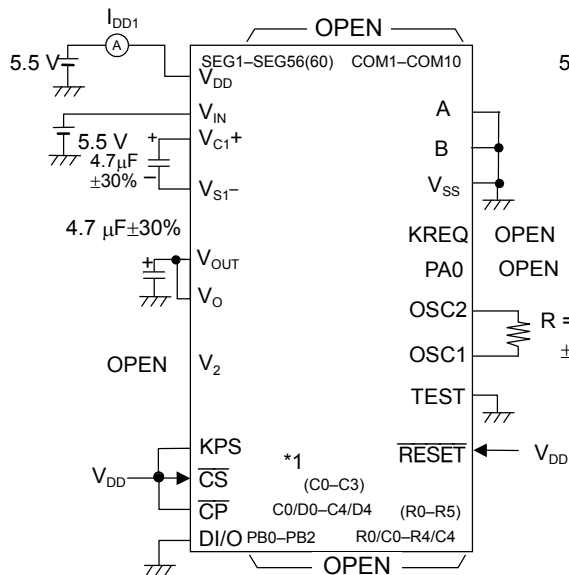 OPEN
I DD1
A
5.5 V
5
SEG1–SEG56(60) COM1–COM10
VDD
VIN
A
5.5 V
VC1+
B
4.7µF
±30%
VS1–
VSS
+
–
4.7 µF±30%
KREQ OPEN
VOUT
PA0 OPEN
+
VO
OSC2
R =
±
OPEN V2
OSC1
TEST
KPS
*1
RESET
VDD
VDD
CS
(C0–C3)
CP
C0/D0–C4/D4 (R0–R5)
DI/O PB0–PB2 R0/C0–R4/C4
OPEN